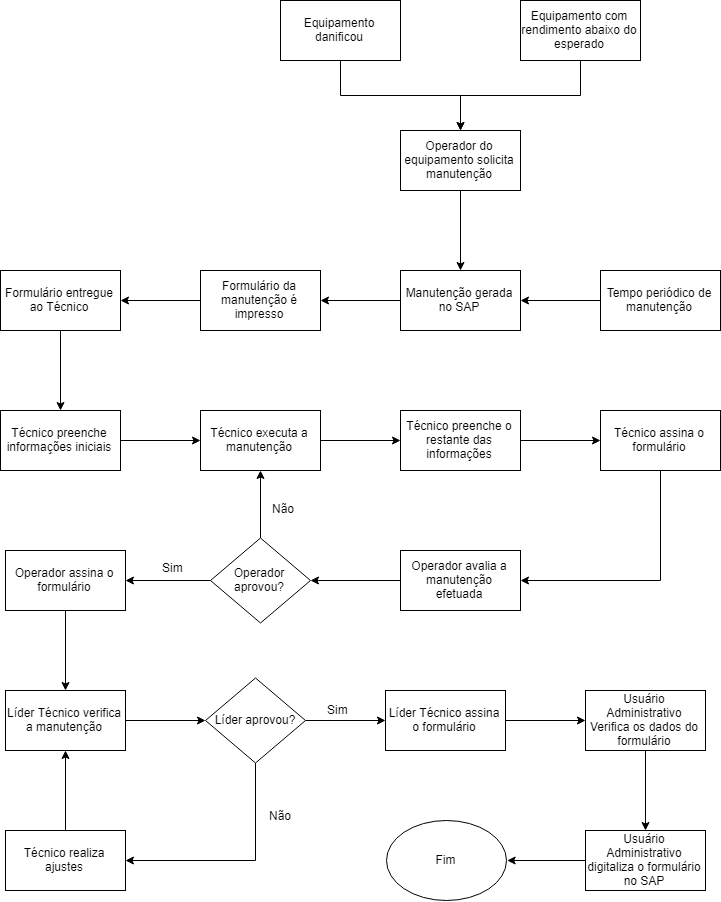 Equipamento
danificou
Equipamento com
rendimento abaixo do
esperado
Operador do
equipamento solicita
manutenção
Formulário entregue
ao Técnico
Formulário da
manutenção é
impresso
Manutenção gerada
no SAP
Tempo periódico de
manutenção
Técnico preenche
informações iniciais
Técnico executa a
manutenção
Técnico preenche o
restante das
informações
Técnico assina o
formulário
Não
Operador assina o
formulário
Sim
Operador
aprovou?
Operador avalia a
manutenção
efetuada
Líder Técnico verifica
a manutenção
Líder aprovou?
Sim
Líder Técnico assina
o formulário
Usuário
Administrativo
Verifica os dados do
formulário
Não
Técnico realiza
ajustes
Fim
Usuário
Administrativo
digitaliza o formulário
no SAP